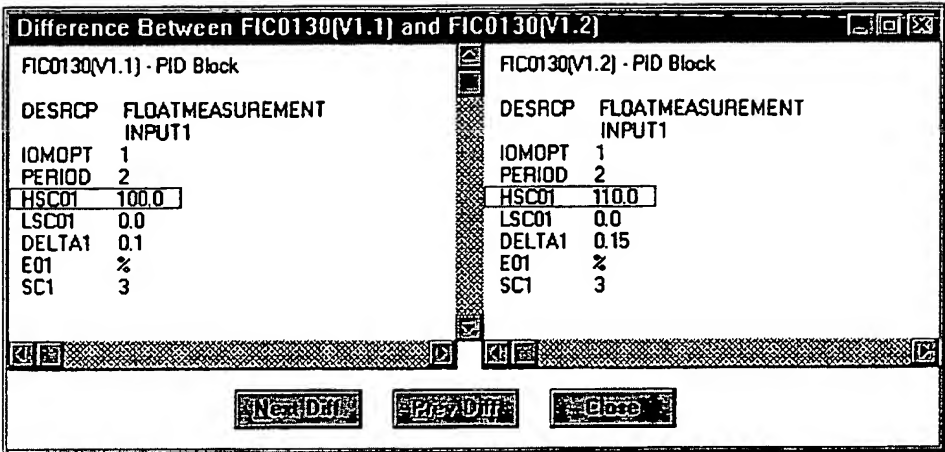 Difference Between FIC0130(V1.1) and FIC0130(V1.2)
FIC0130(V1.1) - PID Block
DESRCP FLOATMEASUREMENT
INPUT1
IOMOPT 1
PERIOD 2
HSC01 100.0
LSC01 0.0
DELTA1 0.1
E01 %
SC1 3
FIC0130(V1.2) - PID Block
DESRCP FLOATMEASUREMENT
INPUT1
IOMOPT 1
PERIOD 2
HSC01 110.0
LSC01 0.0
DELTA1 0.15
E01 %
SC1 3
Next Diff Prev Diff Close